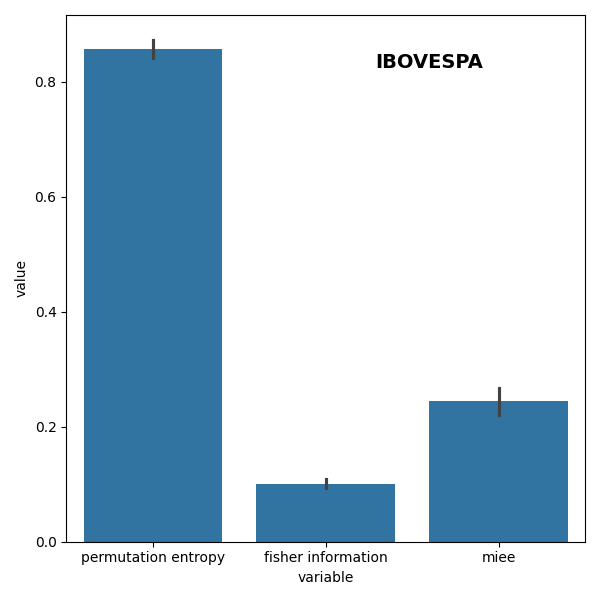 IBOVESPA
0.8
0.6
0.4
0.2
0.0
value
permutation entropy fisher information miee
variable